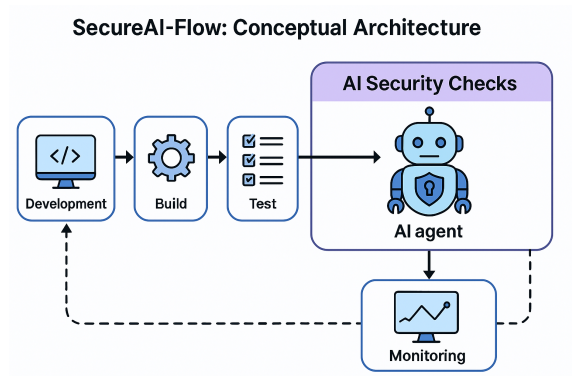 SecureAI-Flow: Conceptual Architecture
AI Security Checks
</>
Development
Build
Test
AI agent
Monitoring